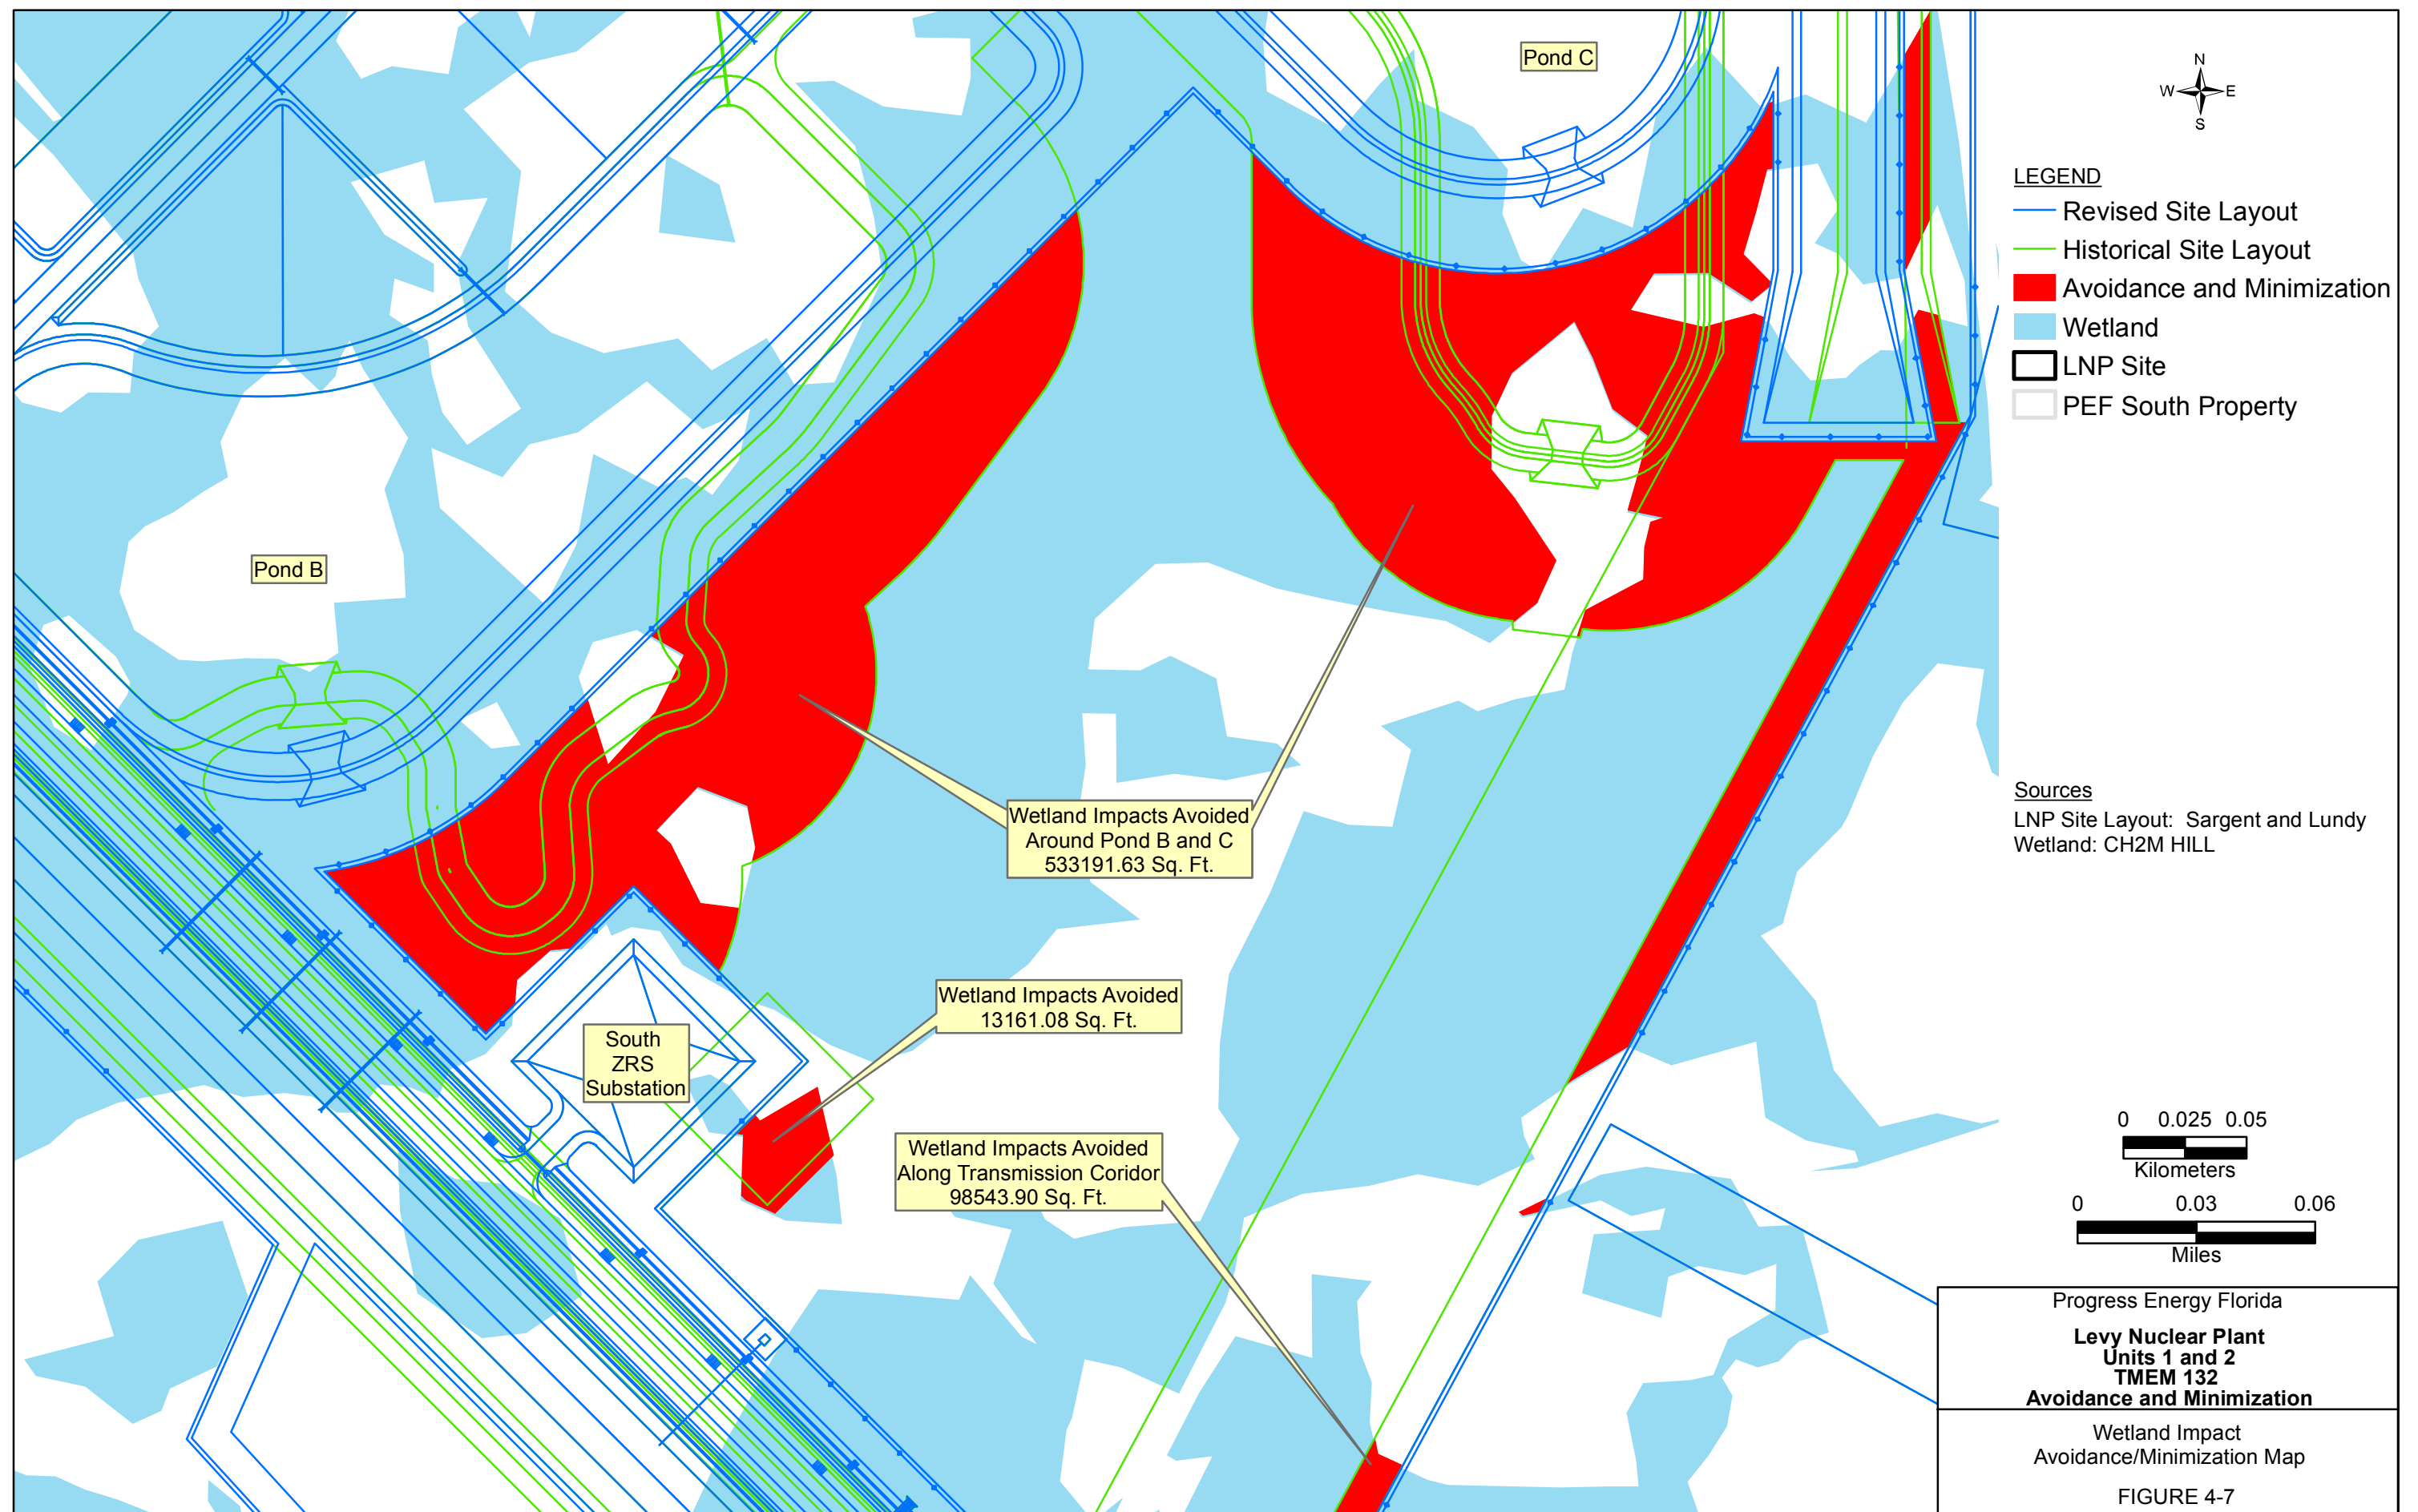 Pond C
N
W E
S
LEGEND
Revised Site Layout
Historical Site Layout
Avoidance and Minimization
Wetland
LNP Site
PEF South Property
Pond B
Wetland Impacts Avoided
Around Pond B and C
533191.63 Sq. Ft.
Sources
LNP Site Layout: Sargent and Lundy
Wetland: CH2M HILL
Wetland Impacts Avoided
13161.08 Sq. Ft.
South
ZRS
Substation
Wetland Impacts Avoided
Along Transmission Coridor
98543.90 Sq. Ft.
0 0.025 0.05
Kilometers
0 0.03 0.06
Miles
Progress Energy Florida
Levy Nuclear Plant
Units 1 and 2
TMEM 132
Avoidance and Minimization
Wetland Impact
Avoidance/Minimization Map
FIGURE 4-7